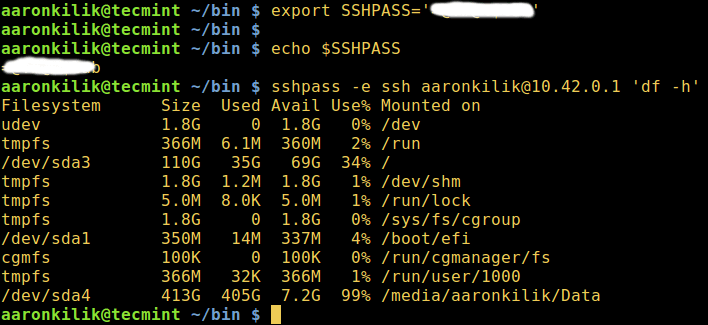 aaronkilik@tecmint ~/bin $ export SSHPASS=' '
aaronkilik@tecmint ~/bin $
aaronkilik@tecmint ~/bin $ echo $SSHPASS
aaronkilik@tecmint ~/bin $ sshpass -e ssh aaronkilik@10.42.0.1 'df -h'
Filesystem      Size  Used Avail Use% Mounted on
udev            1.8G     0  1.8G   0% /dev
tmpfs           366M  6.1M  360M   2% /run
/dev/sda3       110G   35G   69G  34% /
tmpfs           1.8G  1.2M  1.8G   1% /dev/shm
tmpfs           5.0M  8.0K  5.0M   1% /run/lock
tmpfs           1.8G     0  1.8G   0% /sys/fs/cgroup
/dev/sda1       350M   14M  337M   4% /boot/efi
cgmfs           100K     0  100K   0% /run/cgmanager/fs
tmpfs           366M   32K  366M   1% /run/user/1000
/dev/sda4       413G  405G  7.2G  99% /media/aaronkilik/Data
aaronkilik@tecmint ~/bin $